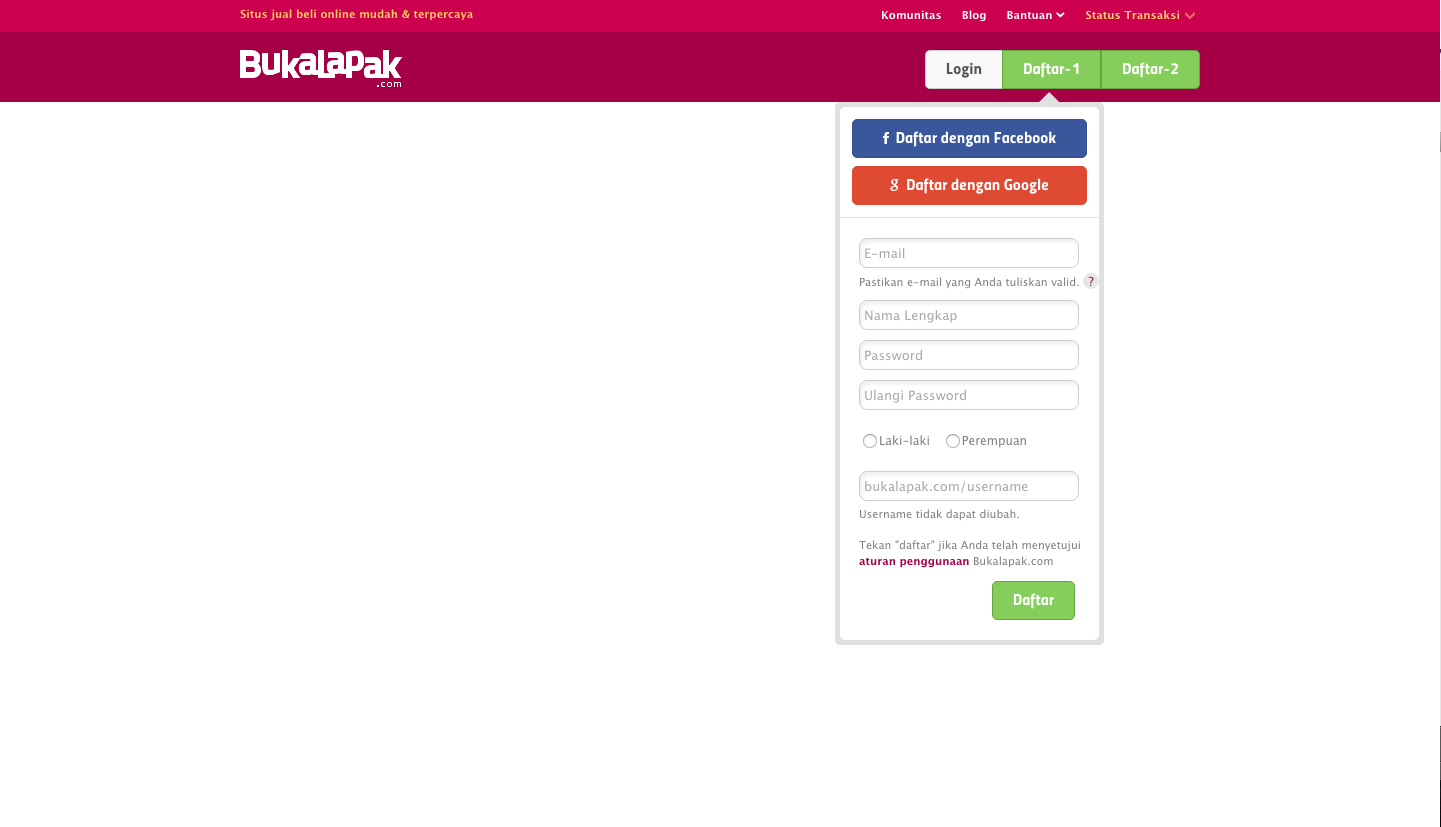 Situs jual beli online mudah & terpercaya
Komunitas Blog Bantuan Status Transaksi
BukaLaPak
.com
Login Daftar-1 Daftar-2
f Daftar dengan Facebook
g Daftar dengan Google
E-mail
Pastikan e-mail yang Anda tuliskan valid. ?
Nama Lengkap
Password
Ulangi Password
Laki-laki Perempuan
bukalapak.com/username
Username tidak dapat diubah.
Tekan "daftar" jika Anda telah menyetujui
aturan penggunaan Bukalapak.com
Daftar